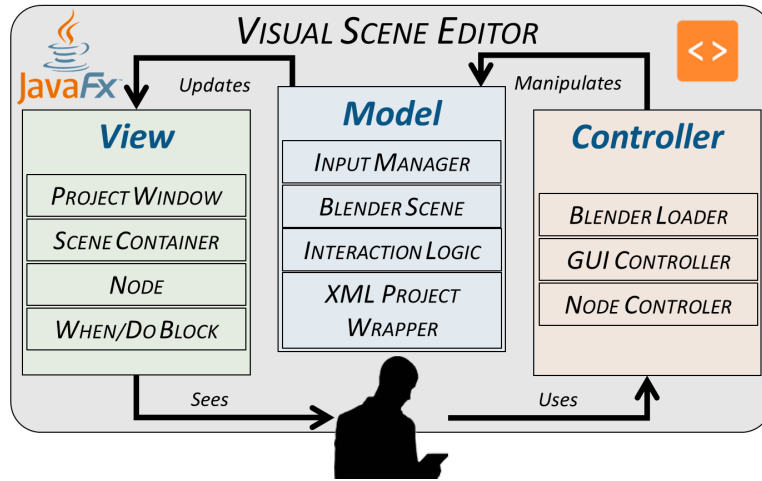 VISUAL SCENE EDITOR
JavaFX
< >
Updates
Manipulates
View
PROJECT WINDOW
SCENE CONTAINER
NODE
WHEN/DO BLOCK
Model
INPUT MANAGER
BLENDER SCENE
INTERACTION LOGIC
XML PROJECT
WRAPPER
Controller
BLENDER LOADER
GUI CONTROLLER
NODE CONTROLER
Sees
Uses